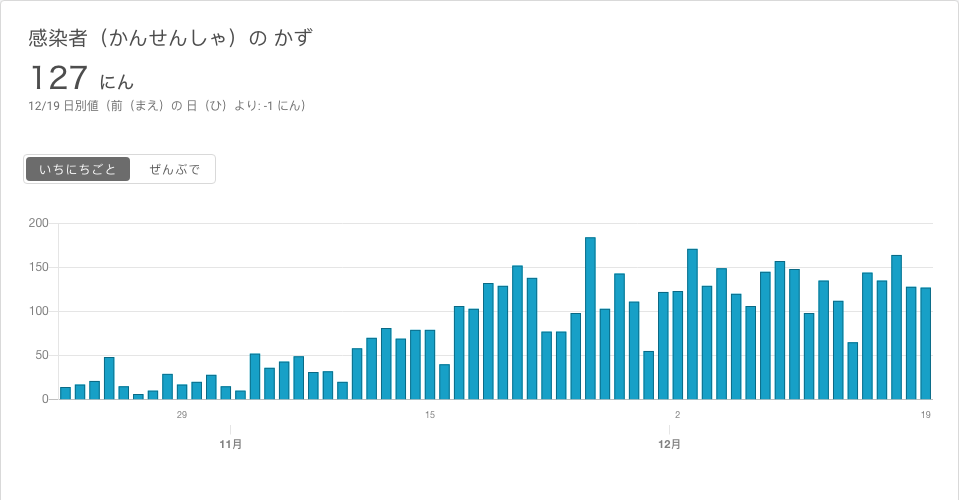 感染者（かんせんしゃ）の かず
127 にん
12/19 日別値（前（まえ）の 日（ひ）より: -1 にん）
いちにちごと ぜんぶで
200
150
100
50
0
29 15 2 19
11月 12月